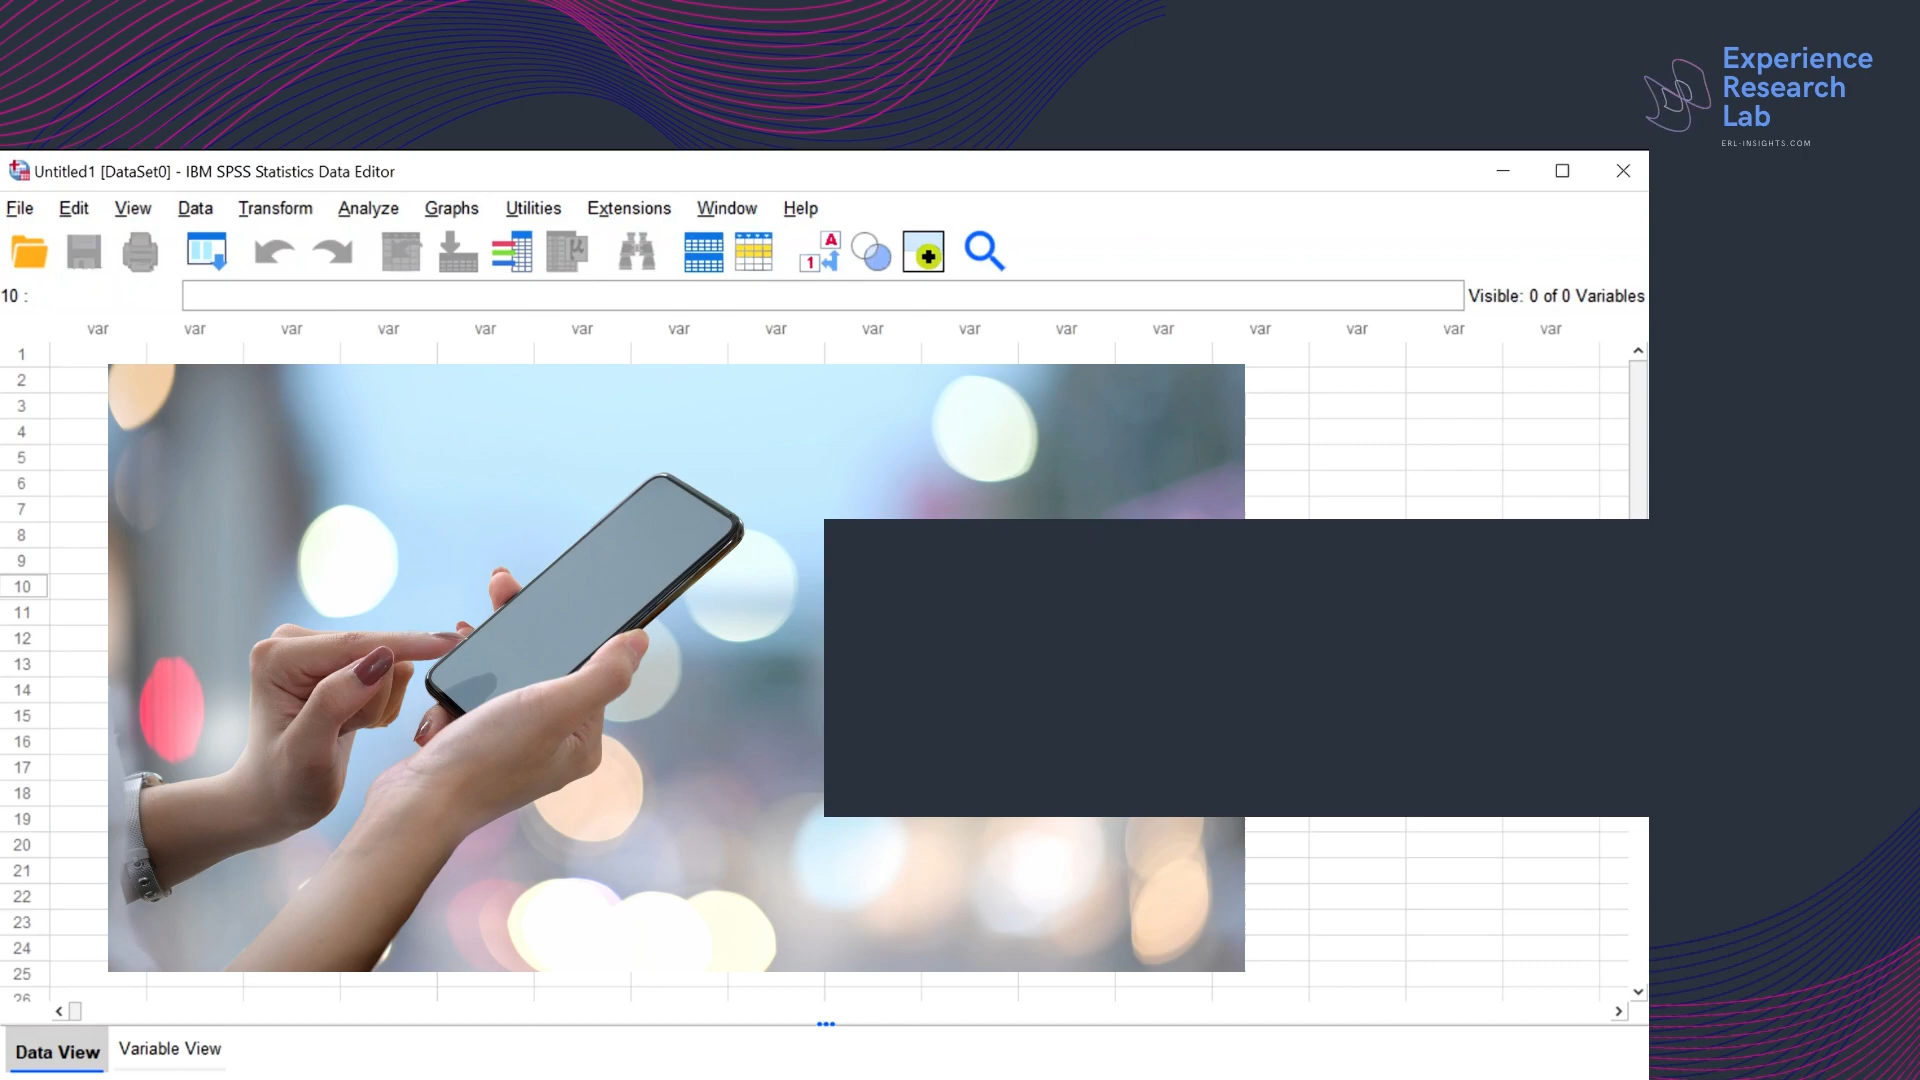 Experience
Research
Lab
ERL-INSIGHTS.COM
Untitled1 [DataSet0] - IBM SPSS Statistics Data Editor
File Edit View Data Transform Analyze Graphs Utilities Extensions Window Help
A
1
µ
10 :
Visible: 0 of 0 Variables
var var var var var var var var var var var var var var var var
1
2
3
4
5
6
7
8
9
10
11
12
13
14
15
16
17
18
19
20
21
22
23
24
25
26
Data View Variable View